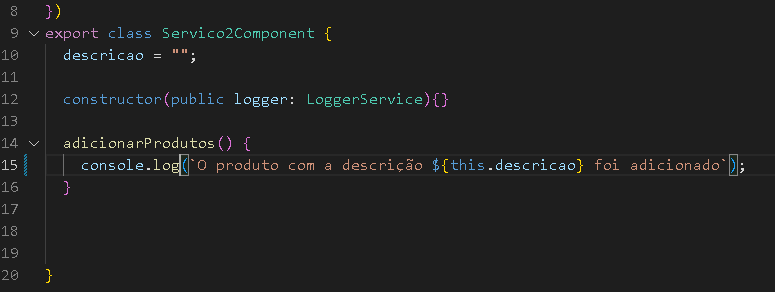 8 })
9 export class Servico2Component {
10 descricao = "";
11
12 constructor(public logger: LoggerService){}
13
14 adicionarProdutos() {
15 console.log(`O produto com a descrição ${this.descricao} foi adicionado`);
16 }
17
18
19
20 }